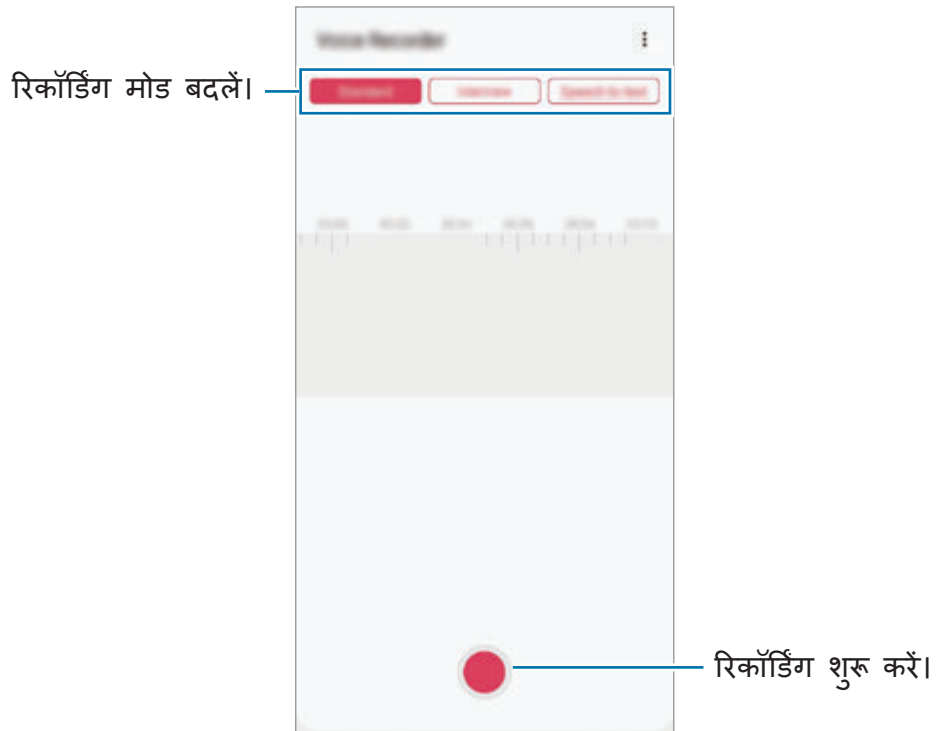 Voice Recorder
रिकॉर्डिंग मोड बदलें।
Standard Interview Speech to text
रिकॉर्डिंग शुरू करें।